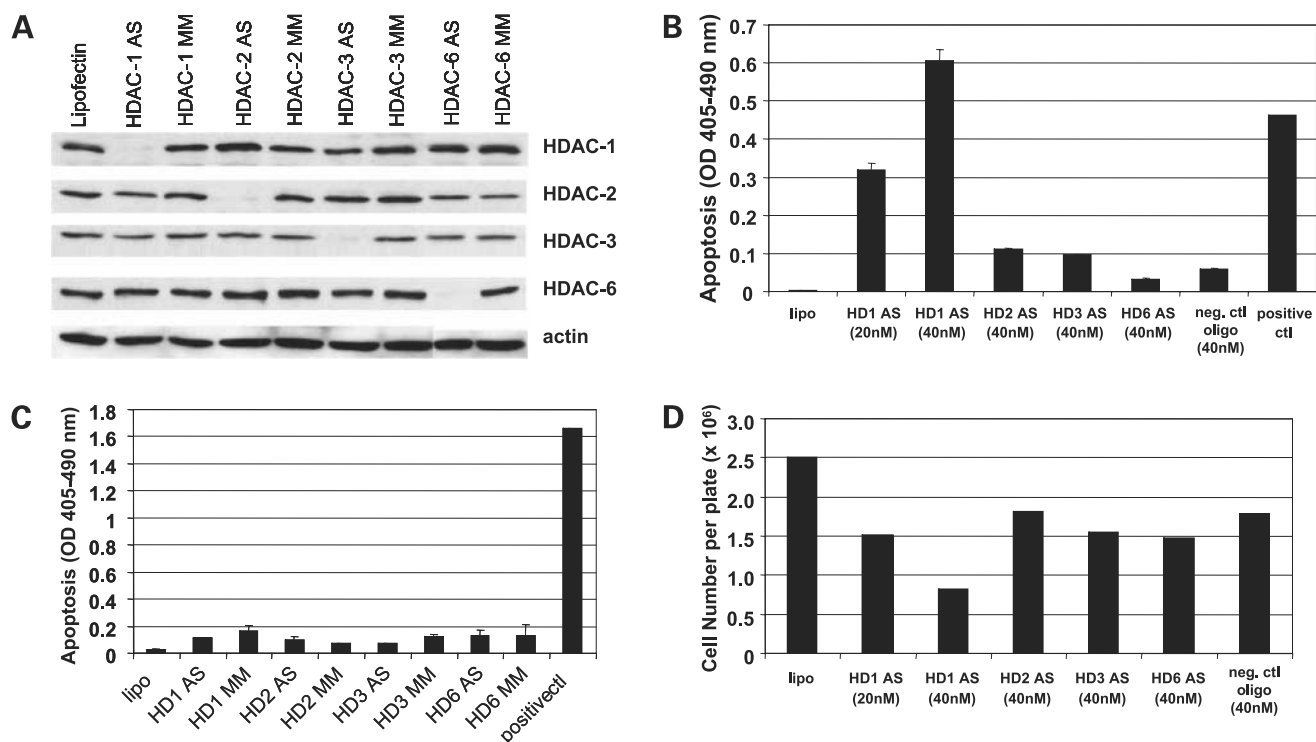 A
Lipofectin
HDAC-1 AS
HDAC-1 MM
HDAC-2 AS
HDAC-2 MM
HDAC-3 AS
HDAC-3 MM
HDAC-6 AS
HDAC-6 MM
HDAC-1
HDAC-2
HDAC-3
HDAC-6
actin
B
Apoptosis (OD 405-490 nm)
0.7
0.6
0.5
0.4
0.3
0.2
0.1
0
lipo
HD1 AS
(20nM)
HD1 AS
(40nM)
HD2 AS
(40nM)
HD3 AS
(40nM)
HD6 AS
(40nM)
neg. ctl
oligo
(40nM)
positive
ctl
C
Apoptosis (OD 405-490 nm)
1.8
1.6
1.4
1.2
1
0.8
0.6
0.4
0.2
0
lipo
HD1 AS
HD1 MM
HD2 AS
HD2 MM
HD3 AS
HD3 MM
HD6 AS
HD6 MM
positivectl
D
Cell Number per plate (x 10⁶)
3.0
2.5
2.0
1.5
1.0
0.5
0
lipo
HD1 AS
(20nM)
HD1 AS
(40nM)
HD2 AS
(40nM)
HD3 AS
(40nM)
HD6 AS
(40nM)
neg. ctl
oligo
(40nM)